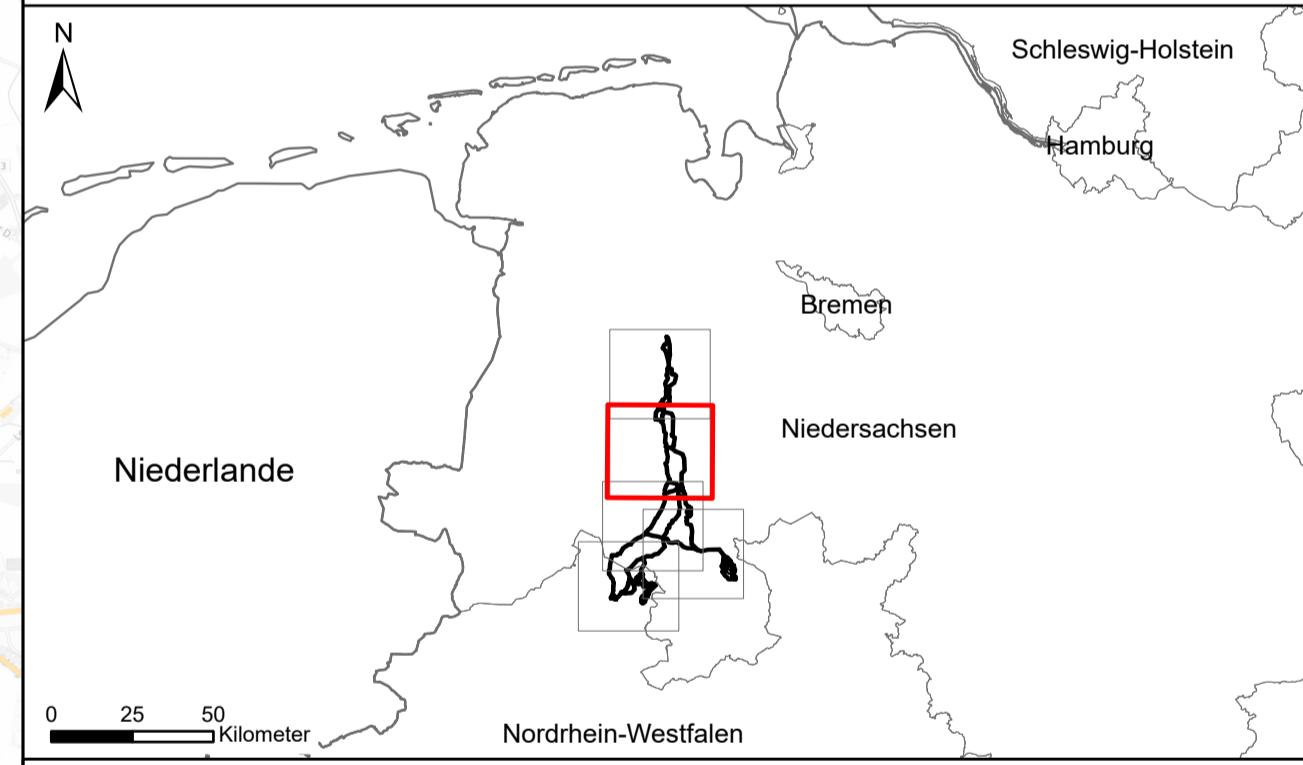 N
Schleswig-Holstein
Hamburg
Bremen
Niedersachsen
Niederlande
0 25 50
Kilometer
Nordrhein-Westfalen